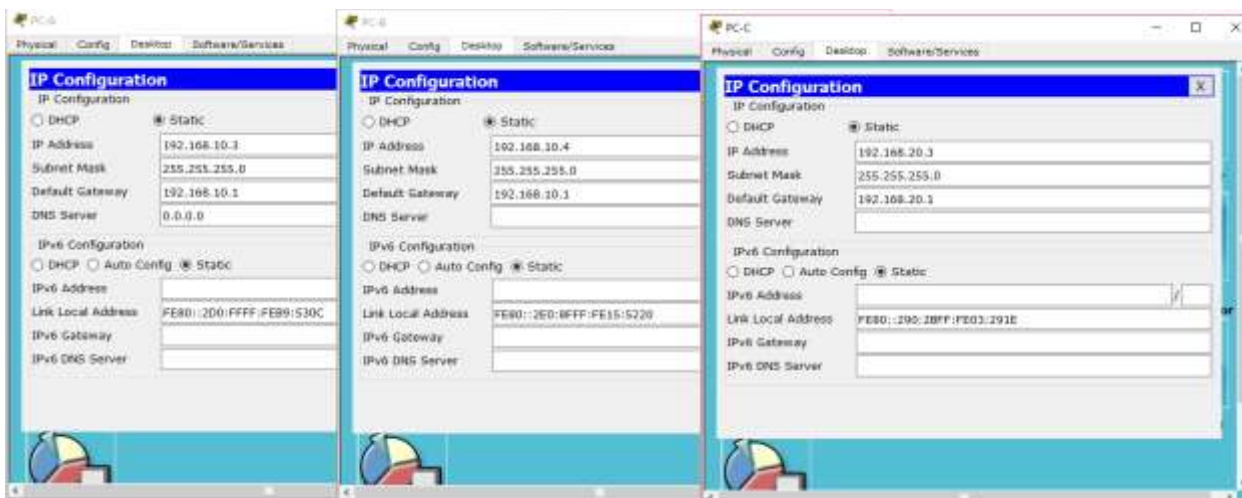 PC-B
Physical Config Desktop Software/Services
IP Configuration
IP Configuration
DHCP Static
IP Address 192.168.10.3
Subnet Mask 255.255.255.0
Default Gateway 192.168.10.1
DNS Server 0.0.0.0
IPv6 Configuration
DHCP Auto Config Static
IPv6 Address
Link Local Address FE80::2D0:FFFF:FEB9:530C
IPv6 Gateway
IPv6 DNS Server
Physical Config Desktop Software/Services
IP Configuration
IP Configuration
DHCP Static
IP Address 192.168.10.4
Subnet Mask 255.255.255.0
Default Gateway 192.168.10.1
DNS Server
IPv6 Configuration
DHCP Auto Config Static
IPv6 Address
Link Local Address FE80::2E0:8FFF:FE15:5220
IPv6 Gateway
IPv6 DNS Server
PC-C
Physical Config Desktop Software/Services
IP Configuration X
IP Configuration
DHCP Static
IP Address 192.168.20.3
Subnet Mask 255.255.255.0
Default Gateway 192.168.20.1
DNS Server
IPv6 Configuration
DHCP Auto Config Static
IPv6 Address /
Link Local Address FE80::290:2BFF:FE03:291E
IPv6 Gateway
IPv6 DNS Server
or